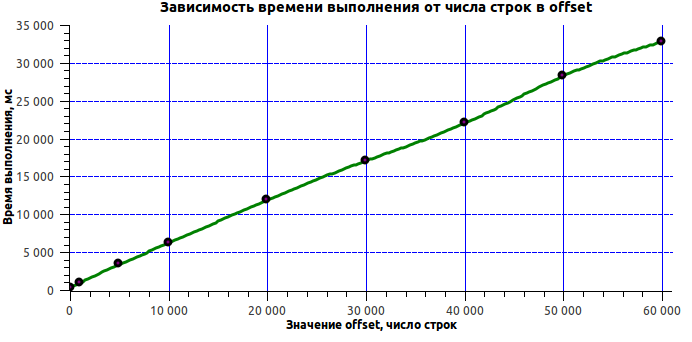 Зависимость времени выполнения от числа строк в offset
35 000
30 000
25 000
20 000
15 000
10 000
5 000
0
Время выполнения, мс
0 10 000 20 000 30 000 40 000 50 000 60 000
Значение offset, число строк